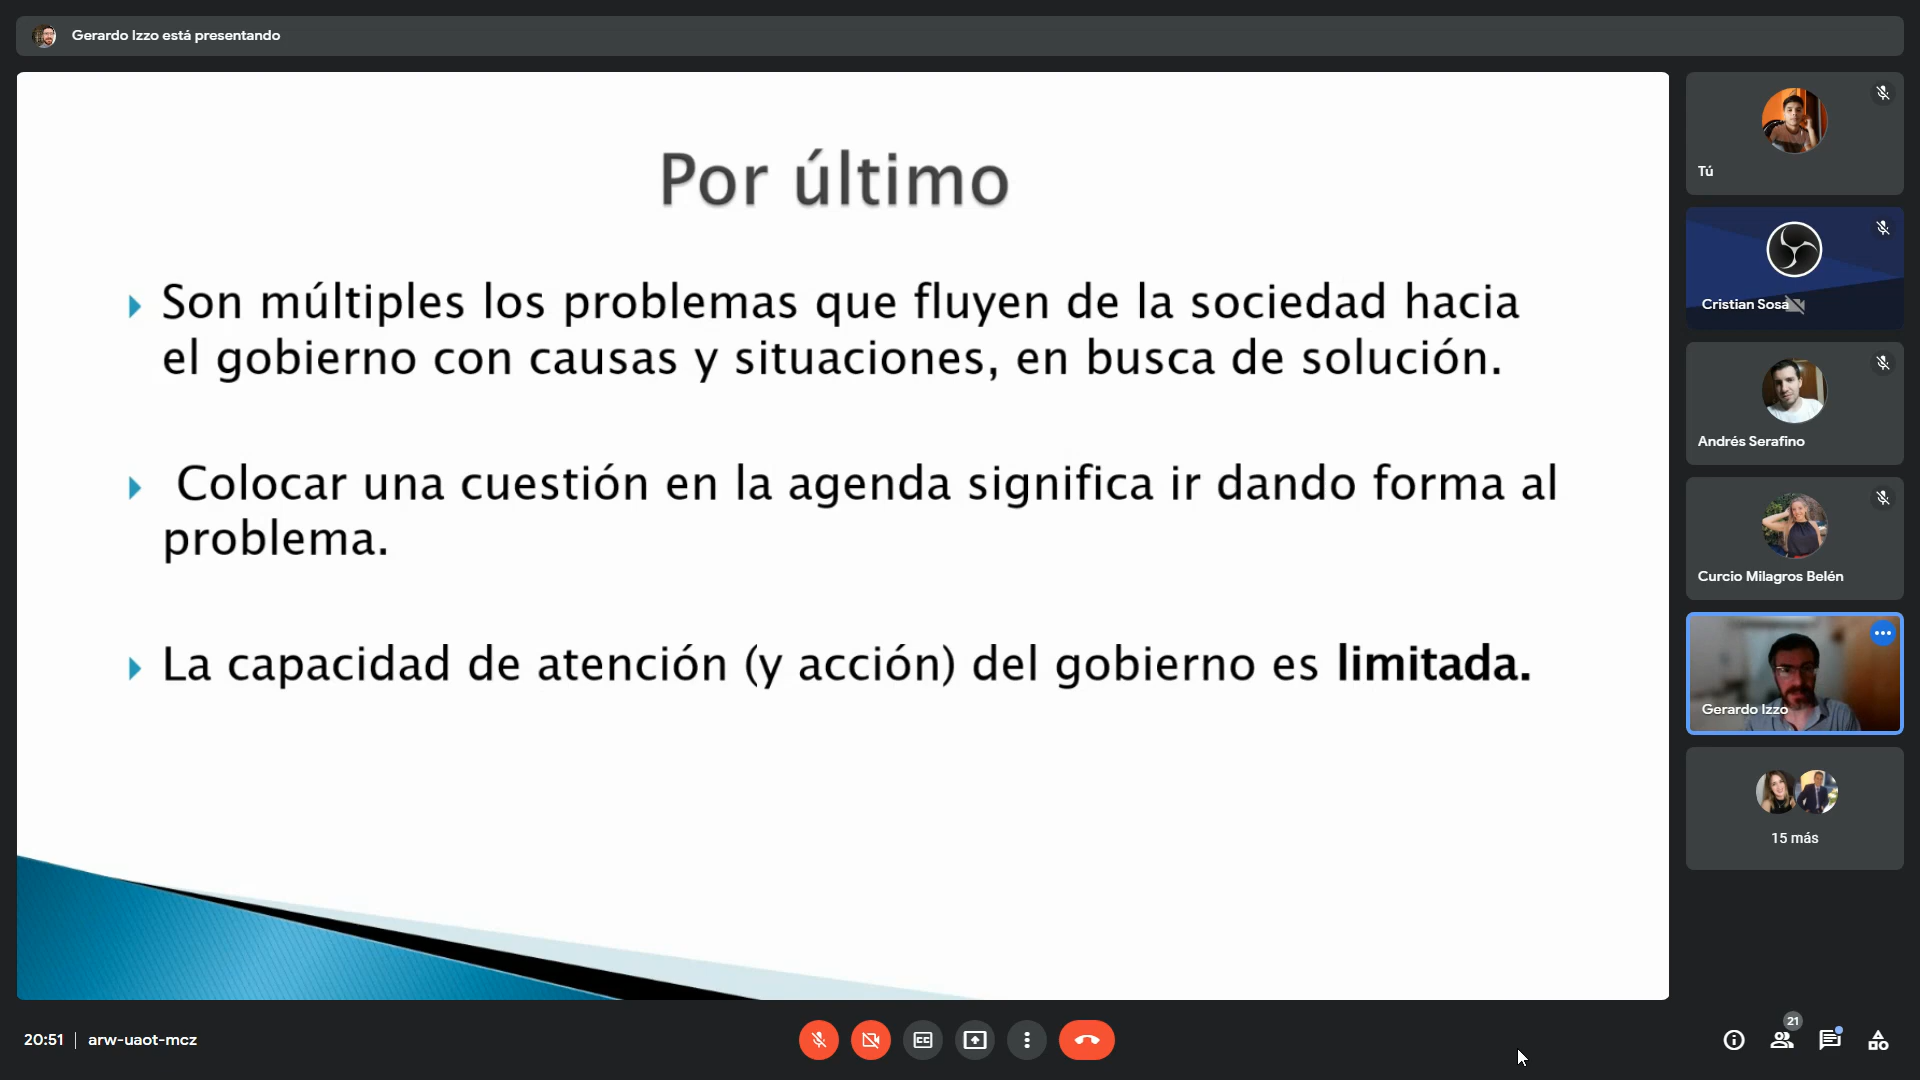 Gerardo Izzo está presentando
Por último
Son múltiples los problemas que fluyen de la sociedad hacia
el gobierno con causas y situaciones, en busca de solución.
Colocar una cuestión en la agenda significa ir dando forma al
problema.
La capacidad de atención (y acción) del gobierno es limitada.
Tú
Cristian Sosa
Andrés Serafino
Curcio Milagros Belén
Gerardo Izzo
15 más
20:51 | arw-uaot-mcz
CC
21